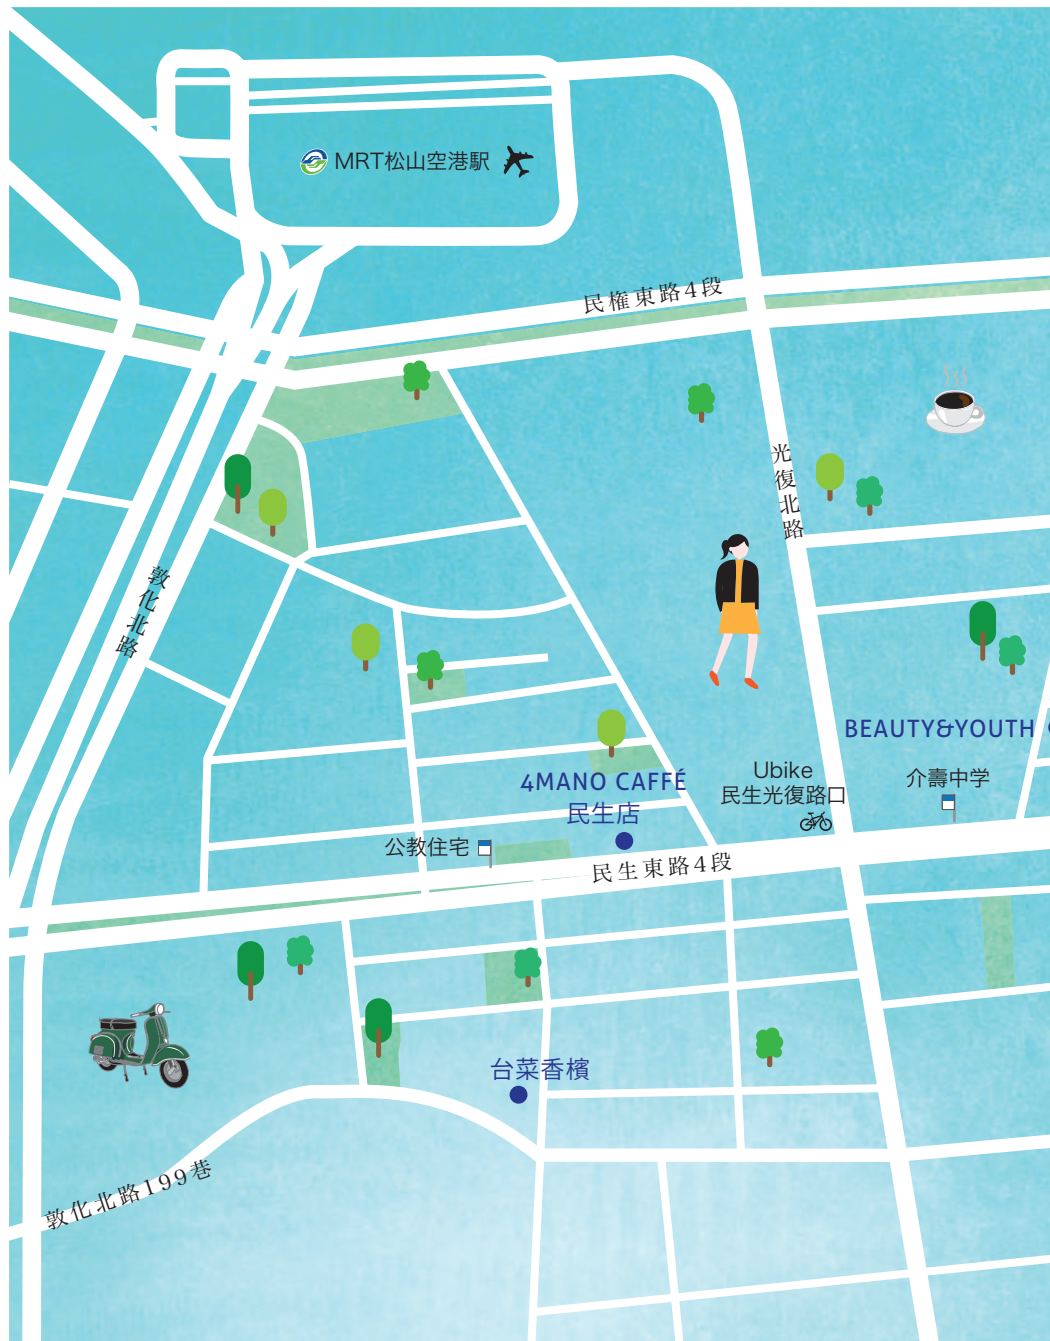 MRT松山空港駅
民権東路4段
光復北路
敦化北路
BEAUTY&YOUTH
4MANO CAFFÉ
民生店
Ubike
民生光復路口
介壽中学
公教住宅
民生東路4段
台菜香檳
敦化北路199巷